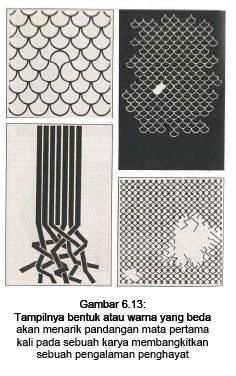 Gambar 6.13:
Tampilnya bentuk atau warna yang beda
akan menarik pandangan mata pertama
kali pada sebuah karya membangkitkan
sebuah pengalaman penghayat